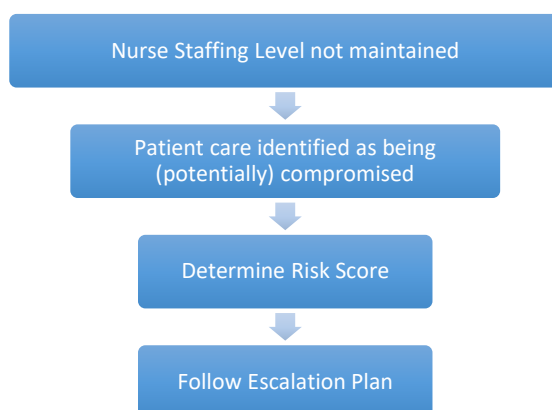 Nurse Staffing Level not maintained
Patient care identified as being
(potentially) compromised
Determine Risk Score
Follow Escalation Plan